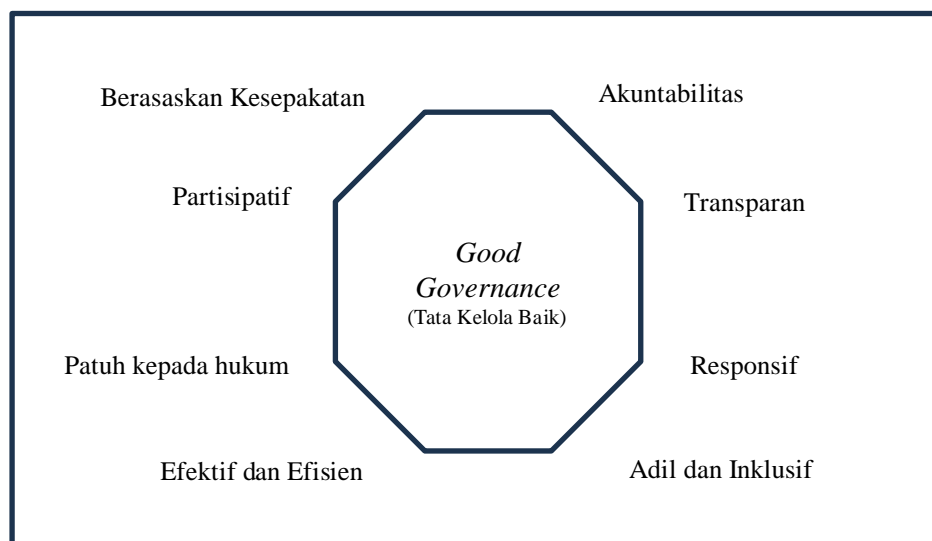 Berasaskan Kesepakatan
Akuntabilitas
Partisipatif
Transparan
Good
Governance
(Tata Kelola Baik)
Patuh kepada hukum
Responsif
Efektif dan Efisien
Adil dan Inklusif